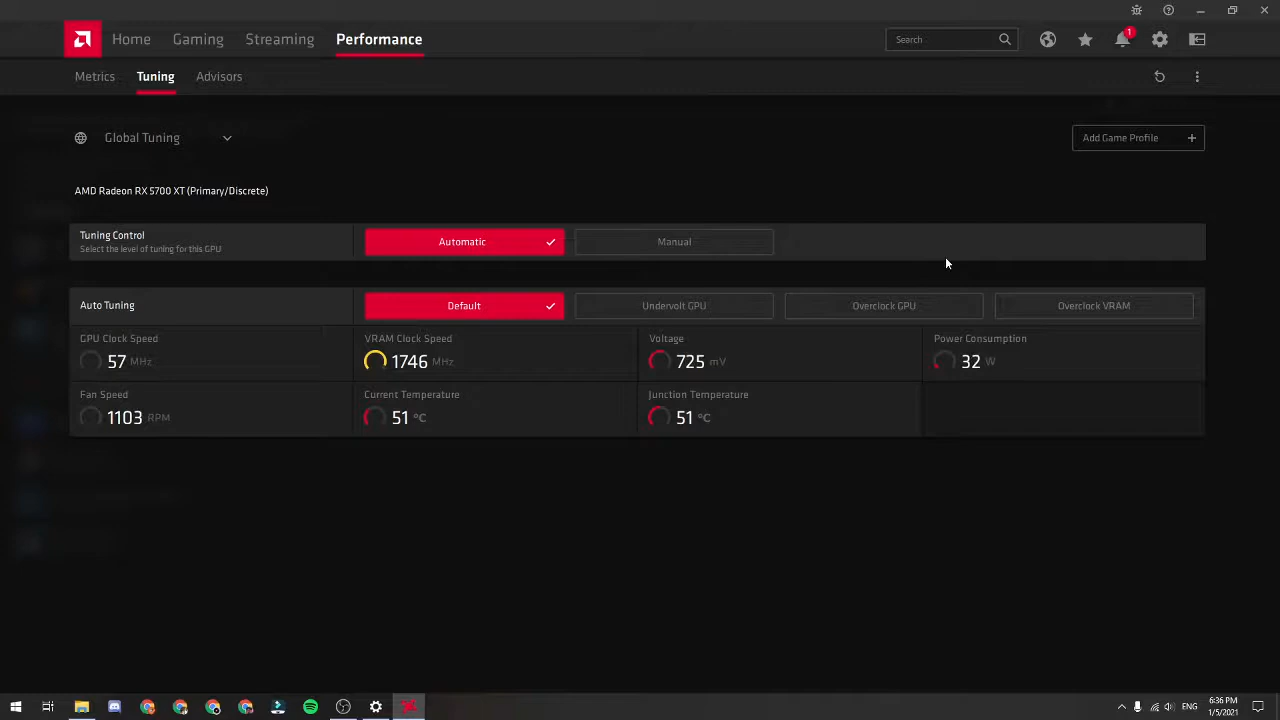 Home Gaming Streaming Performance
Search
1
Metrics Tuning Advisors
Global Tuning
Add Game Profile +
AMD Radeon RX 5700 XT (Primary/Discrete)
Tuning Control
Select the level of tuning for this GPU
Automatic
Manual
Auto Tuning
Default
Undervolt GPU
Overclock GPU
Overclock VRAM
GPU Clock Speed
57 MHz
VRAM Clock Speed
1746 MHz
Voltage
725 mV
Power Consumption
32 W
Fan Speed
1103 RPM
Current Temperature
51 °C
Junction Temperature
51 °C
ENG
6:36 PM
1/5/2021